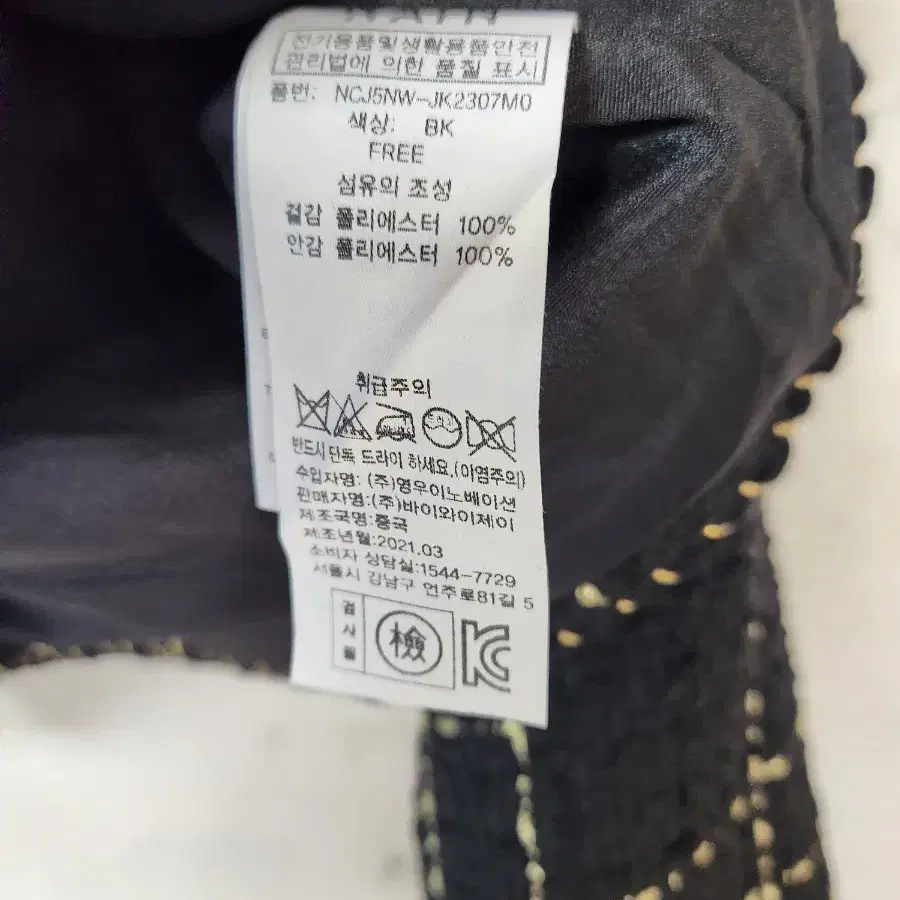 전기용품및생활용품안전
관리법에 의한 품질 표시
품번: NCJ5NW-JK2307M0
색상: BK
FREE
섬유의 조성
겉감 폴리에스터 100%
안감 폴리에스터 100%
취급주의
반드시 단독 드라이 하세요.(이염주의)
수입자명: (주)영우이노베이션
판매자명:(주)바이와이제이
제조국명:중국
제조년월:2021.03
소비자 상담실:1544-7729
서울시 강남구 언주로81길 5
검사필
檢